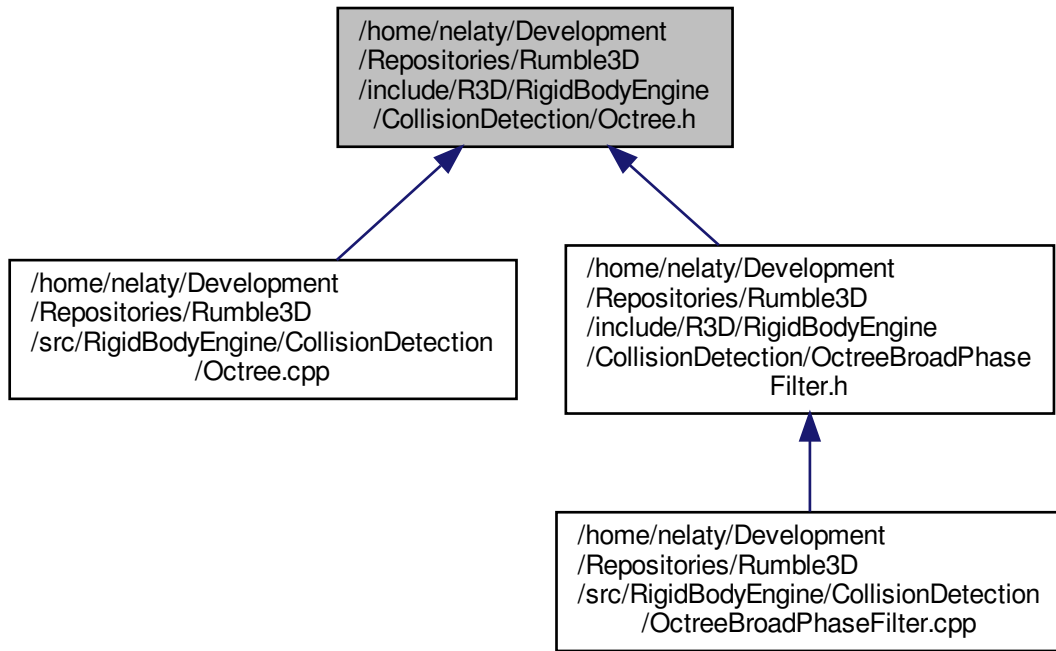 /home/nelaty/Development
/Repositories/Rumble3D
/include/R3D/RigidBodyEngine
/CollisionDetection/Octree.h
/home/nelaty/Development
/Repositories/Rumble3D
/src/RigidBodyEngine/CollisionDetection
/Octree.cpp
/home/nelaty/Development
/Repositories/Rumble3D
/include/R3D/RigidBodyEngine
/CollisionDetection/OctreeBroadPhase
Filter.h
/home/nelaty/Development
/Repositories/Rumble3D
/src/RigidBodyEngine/CollisionDetection
/OctreeBroadPhaseFilter.cpp